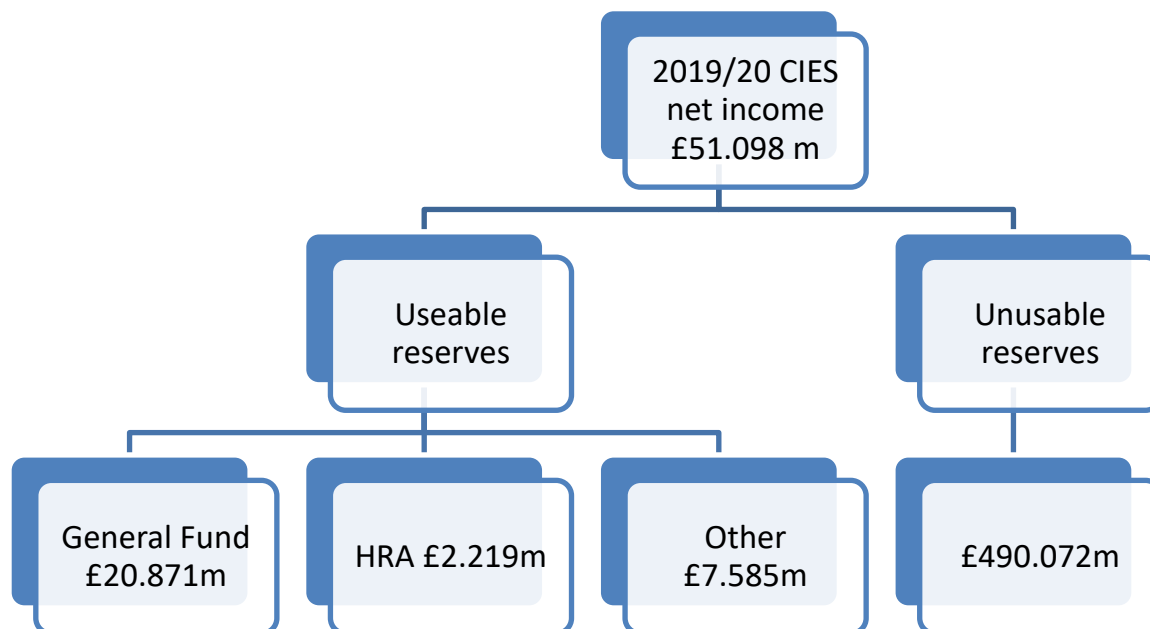 2019/20 CIES
net income
£51.098 m
Useable
reserves
Unusable
reserves
General Fund
£20.871m
HRA £2.219m
Other
£7.585m
£490.072m